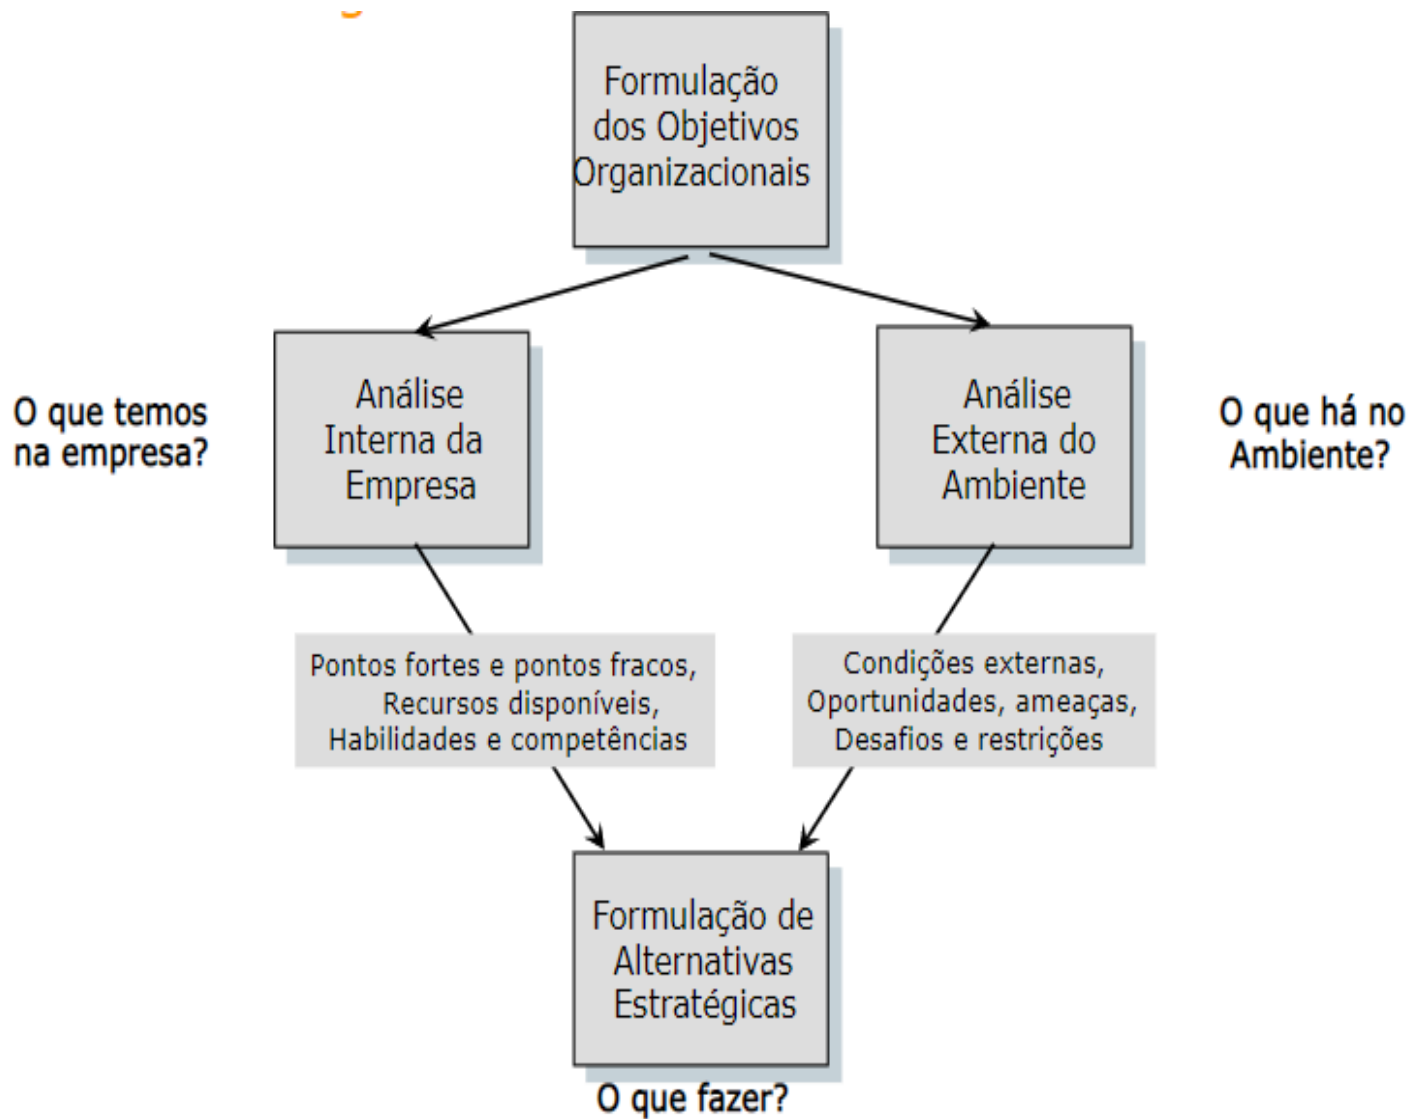 Formulação
dos Objetivos
Organizacionais
O que temos
na empresa?
Análise
Interna da
Empresa
Análise
Externa do
Ambiente
O que há no
Ambiente?
Pontos fortes e pontos fracos,
Recursos disponíveis,
Habilidades e competências
Condições externas,
Oportunidades, ameaças,
Desafios e restrições
Formulação de
Alternativas
Estratégicas
O que fazer?